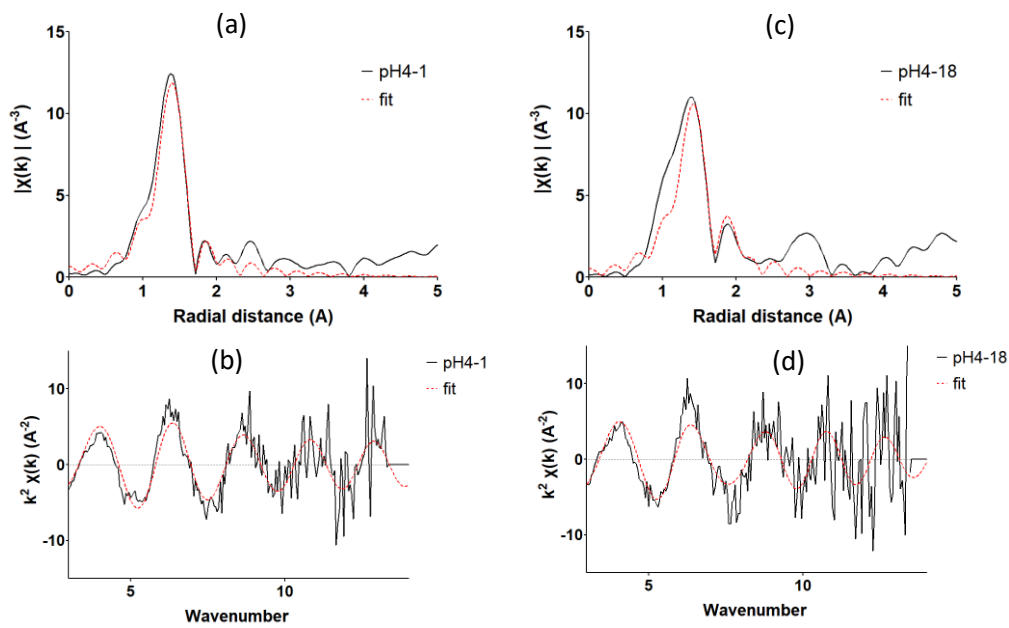 (a)
15
10
5
0
|χ(k) | (A⁻³)
pH4-1
fit
0 1 2 3 4 5
Radial distance (A)
(c)
15
10
5
0
|χ(k) | (A⁻³)
pH4-18
fit
0 1 2 3 4 5
Radial distance (A)
(b)
10
0
-10
k² χ(k) (A⁻²)
pH4-1
fit
5 10
Wavenumber
(d)
10
0
-10
k² χ(k) (A⁻²)
pH4-18
fit
5 10
Wavenumber